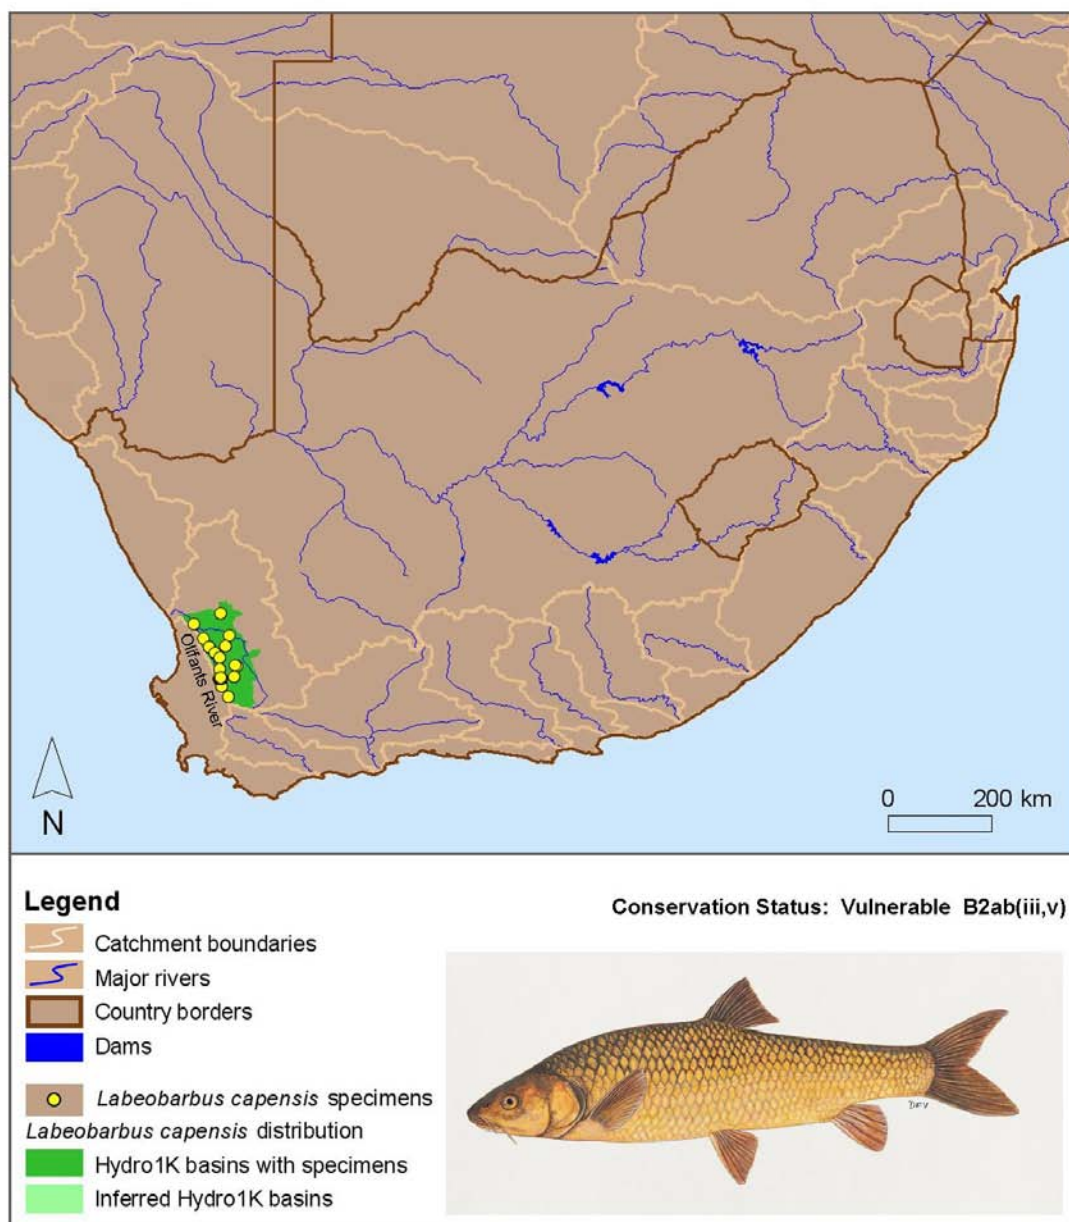 Olifants River
N
0 200 km
Legend
Conservation Status: Vulnerable B2ab(iii,v)
Catchment boundaries
Major rivers
Country borders
Dams
Labeobarbus capensis specimens
Labeobarbus capensis distribution
Hydro1K basins with specimens
Inferred Hydro1K basins